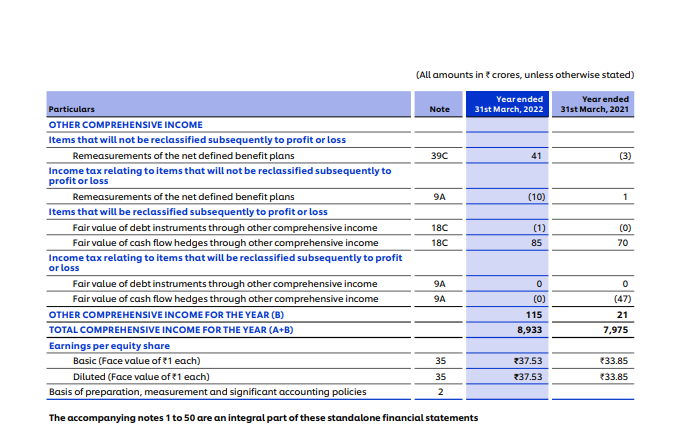 (All amounts in ₹ crores, unless otherwise stated)
Particulars Note Year ended 31st March, 2022 Year ended 31st March, 2021
OTHER COMPREHENSIVE INCOME
Items that will not be reclassified subsequently to profit or loss
Remeasurements of the net defined benefit plans 39C 41 (3)
Income tax relating to items that will not be reclassified subsequently to
profit or loss
Remeasurements of the net defined benefit plans 9A (10) 1
Items that will be reclassified subsequently to profit or loss
Fair value of debt instruments through other comprehensive income 18C (1) (0)
Fair value of cash flow hedges through other comprehensive income 18C 85 70
Income tax relating to items that will be reclassified subsequently to profit
or loss
Fair value of debt instruments through other comprehensive income 9A 0 0
Fair value of cash flow hedges through other comprehensive income 9A (0) (47)
OTHER COMPREHENSIVE INCOME FOR THE YEAR (B) 115 21
TOTAL COMPREHENSIVE INCOME FOR THE YEAR (A+B) 8,933 7,975
Earnings per equity share
Basic (Face value of ₹1 each) 35 ₹37.53 ₹33.85
Diluted (Face value of ₹1 each) 35 ₹37.53 ₹33.85
Basis of preparation, measurement and significant accounting policies 2
The accompanying notes 1 to 50 are an integral part of these standalone financial statements